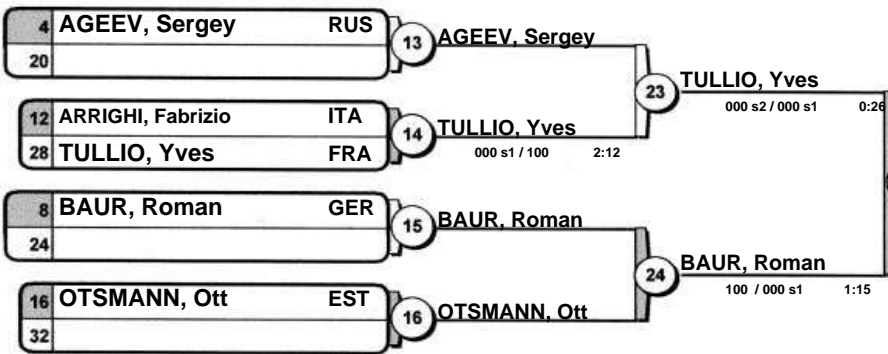 4 AGEEV, Sergey RUS
20
13 AGEEV, Sergey
12 ARRIGHI, Fabrizio ITA
28 TULLIO, Yves FRA
14 TULLIO, Yves
000 s1 / 100 2:12
23 TULLIO, Yves
000 s2 / 000 s1 0:26
8 BAUR, Roman GER
24
15 BAUR, Roman
16 OTSMANN, Ott EST
32
16 OTSMANN, Ott
24 BAUR, Roman
100 / 000 s1 1:15